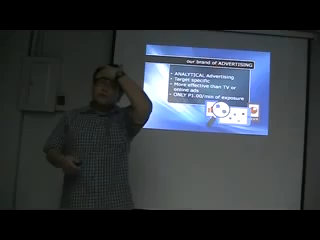 our brand of ADVERTISING
• ANALYTICAL Advertising
• Target specific
• More effective than TV or
online ads
• ONLY P1.00/min of exposure